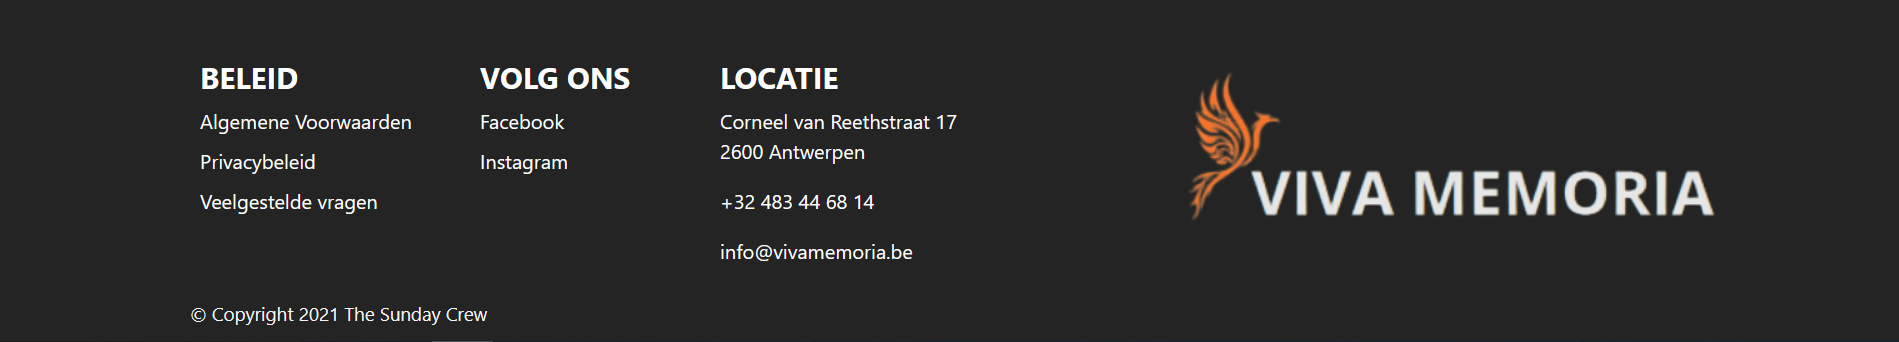 BELEID
Algemene Voorwaarden
Privacybeleid
Veelgestelde vragen
VOLG ONS
Facebook
Instagram
LOCATIE
Corneel van Reethstraat 17
2600 Antwerpen
+32 483 44 68 14
info@vivamemoria.be
VIVA MEMORIA
© Copyright 2021 The Sunday Crew